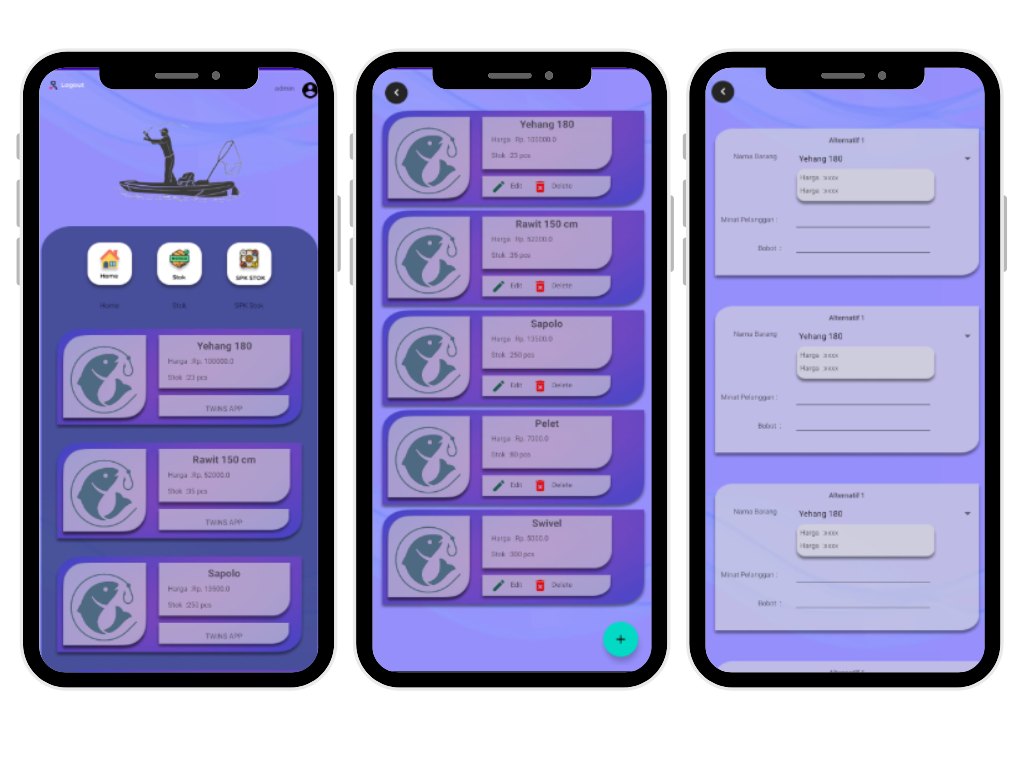 Logout
admin
Home
Stok
SPK STOK
Home
Stok
SPK Stok
Yehang 180
Harga :Rp. 100000.0
Stok :23 pcs
TWINS APP
Rawit 150 cm
Harga :Rp. 52000.0
Stok :35 pcs
TWINS APP
Sapolo
Harga :Rp. 13500.0
Stok :250 pcs
TWINS APP
Yehang 180
Harga :Rp. 100000.0
Stok :23 pcs
Edit
Delete
Rawit 150 cm
Harga :Rp. 52000.0
Stok :35 pcs
Edit
Delete
Sapolo
Harga :Rp. 13500.0
Stok :250 pcs
Edit
Delete
Pelet
Harga :Rp. 7000.0
Stok :80 pcs
Edit
Delete
Swivel
Harga :Rp. 5000.0
Stok :300 pcs
Edit
Delete
Alternatif 1
Nama Barang
Yehang 180
Harga :xxxx
Harga :xxxx
Minat Pelanggan :
Bobot :
Alternatif 1
Nama Barang
Yehang 180
Harga :xxxx
Harga :xxxx
Minat Pelanggan :
Bobot :
Alternatif 1
Nama Barang
Yehang 180
Harga :xxxx
Harga :xxxx
Minat Pelanggan :
Bobot :
Alternatif 1